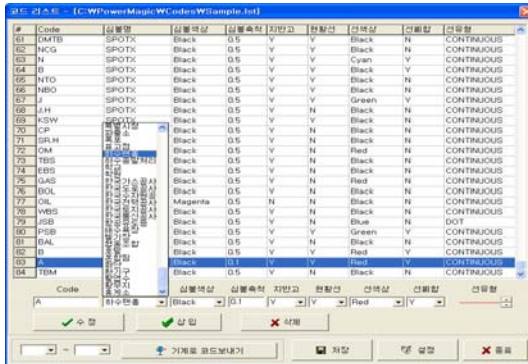 코드 리스트 - [C:₩PowerMagic₩Codes₩Sample.lst]
# Code 심볼명 심볼색상 심볼축척 지반고 현황선 선색상 선폐합 선유형
61 DMTB SPOTX Black 0.5 Y Y Black N CONTINUOUS
62 NCG SPOTX Black 0.5 Y Y Black N CONTINUOUS
63 N SPOTX Black 0.5 Y Y Cyan Y CONTINUOUS
64 B SPOTX Black 0.5 Y Y Black N CONTINUOUS
65 NTO SPOTX Black 0.5 Y Y Black N CONTINUOUS
66 NBO SPOTX Black 0.5 Y Y Black N CONTINUOUS
67 J SPOTX Black 0.5 Y Y Green Y CONTINUOUS
68 J.H SPOTX Black 0.5 Y Y Black N CONTINUOUS
69 KSW SPOTX Black 0.5 Y Y Black N CONTINUOUS
70 CP Black 0.5 Y N Black N CONTINUOUS
71 SR.H Black 0.5 Y N Black N CONTINUOUS
72 OM Black 0.5 Y N Red N CONTINUOUS
73 TBS Black 0.5 Y N Black N CONTINUOUS
74 EBS Black 0.5 Y N Black N CONTINUOUS
75 GAS Black 0.5 Y N Red N CONTINUOUS
76 BOL Black 0.5 Y N Black N CONTINUOUS
77 OIL Magenta 0.5 N N Black N CONTINUOUS
78 WBS Black 0.5 Y N Black N CONTINUOUS
79 JSB Black 0.5 Y N Blue N DOT
80 PSB Black 0.5 Y Y Green Y CONTINUOUS
81 BAL Black 0.5 Y N Black N CONTINUOUS
82 B Black 0.5 Y Y Red Y CONTINUOUS
83 A Black 0.1 Y Y Red Y CONTINUOUS
84 TBM Black 0.5 Y N Black N CONTINUOUS
하수맨홀
Code 심볼색상 심볼축척 지반고 현황선 선색상 선폐합 선유형
A 하수맨홀 Black 0.1 Y Y Red Y
수정 삽입 삭제
~ 기계로 코드보내기 저장 설정 종료